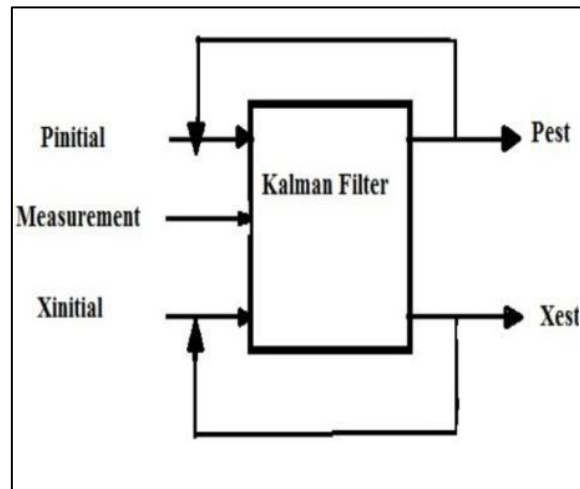 Pinitial
Pest
Kalman Filter
Measurement
Xinitial
Xest